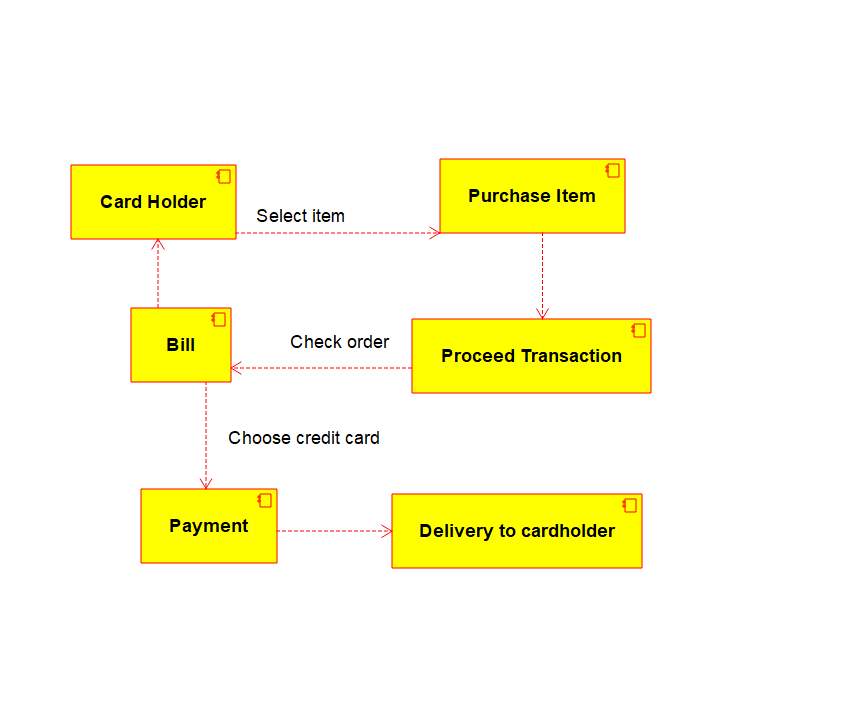 Card Holder
Purchase Item
Select item
Bill
Check order
Proceed Transaction
Choose credit card
Payment
Delivery to cardholder